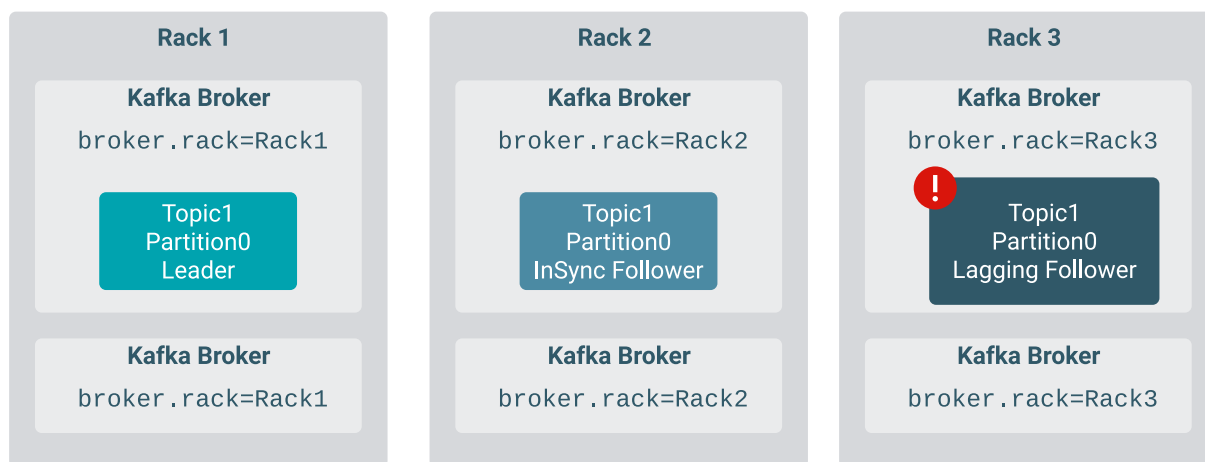 Rack 1
Kafka Broker
broker.rack=Rack1
Topic1
Partition0
Leader
Kafka Broker
broker.rack=Rack1
Rack 2
Kafka Broker
broker.rack=Rack2
Topic1
Partition0
InSync Follower
Kafka Broker
broker.rack=Rack2
Rack 3
Kafka Broker
broker.rack=Rack3
!
Topic1
Partition0
Lagging Follower
Kafka Broker
broker.rack=Rack3